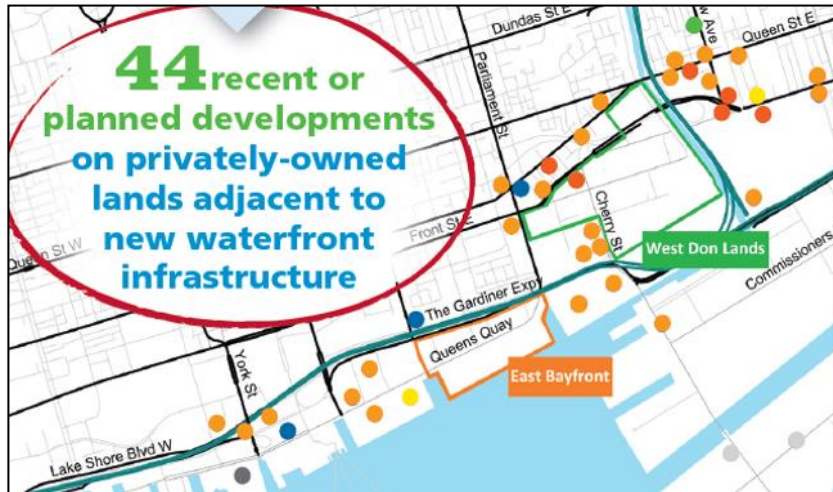 44 recent or
planned developments
on privately-owned
lands adjacent to
new waterfront
infrastructure
Dundas St E
w Ave
Queen St E
Parliament St
Queen St W
Front St
Cherry St
West Don Lands
Commissioners
The Gardiner Exp
Queens Quay
East Bayfront
York St
Lake Shore Blvd W